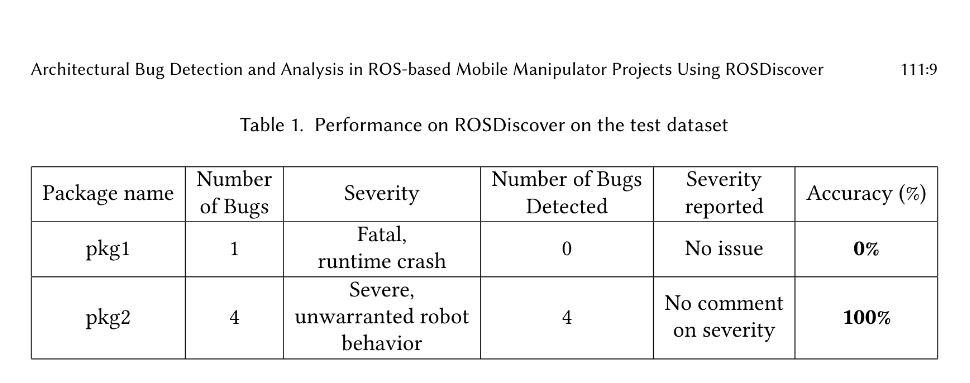 Architectural Bug Detection and Analysis in ROS-based Mobile Manipulator Projects Using ROSDiscover 111:9
Table 1. Performance on ROSDiscover on the test dataset
Package name Number of Bugs Severity Number of Bugs Detected Severity reported Accuracy (%)
pkg1 1 Fatal, runtime crash 0 No issue 0%
pkg2 4 Severe, unwarranted robot behavior 4 No comment on severity 100%